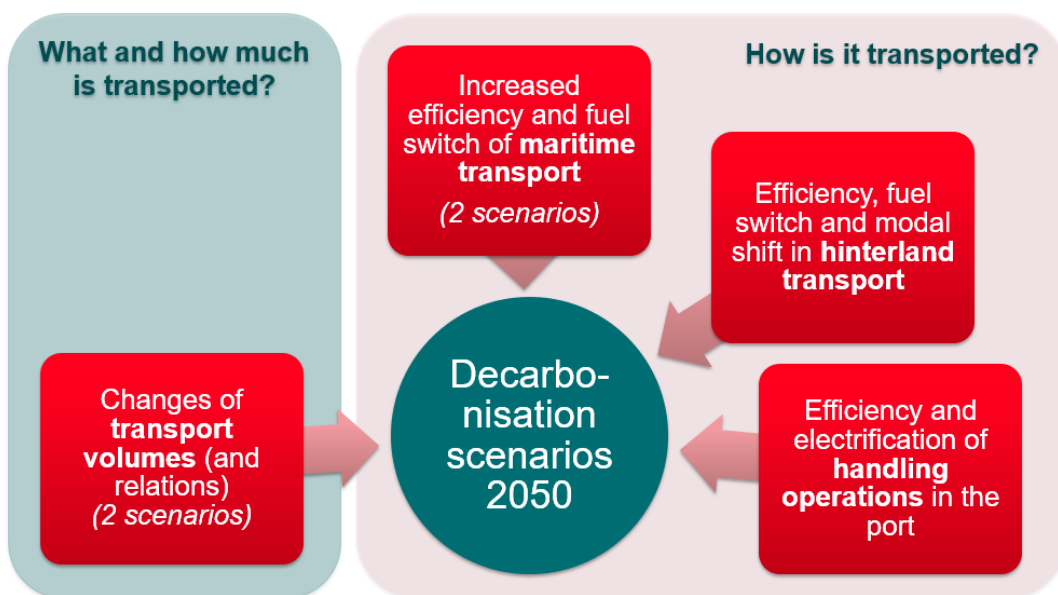 What and how much
is transported?
How is it transported?
Increased
efficiency and fuel
switch of maritime
transport
(2 scenarios)
Efficiency, fuel
switch and modal
shift in hinterland
transport
Changes of
transport
volumes (and
relations)
(2 scenarios)
Decarbo-
nisation
scenarios
2050
Efficiency and
electrification of
handling
operations in the
port